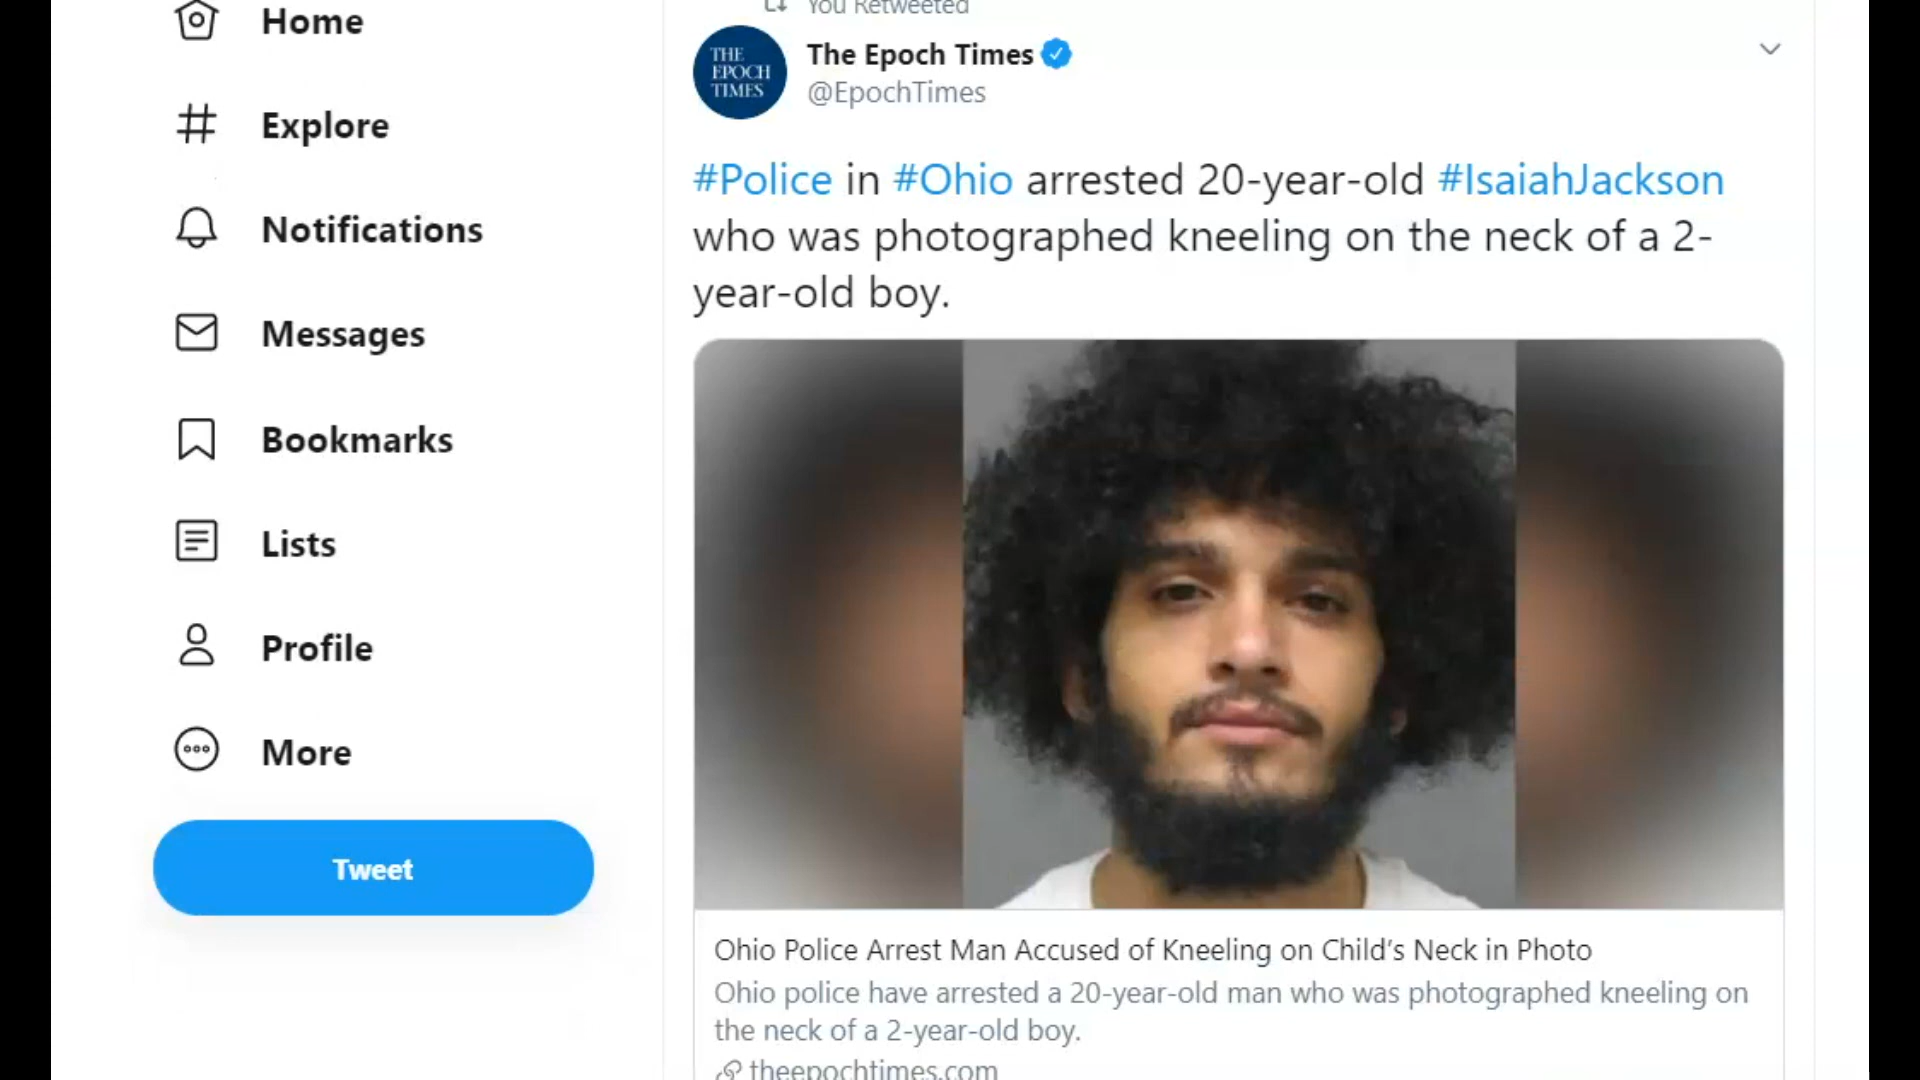 Home
Explore
Notifications
Messages
Bookmarks
Lists
Profile
More
Tweet
You Retweeted
THE
EPOCH
TIMES
The Epoch Times
@EpochTimes
#Police in #Ohio arrested 20-year-old #IsaiahJackson
who was photographed kneeling on the neck of a 2-
year-old boy.
Ohio Police Arrest Man Accused of Kneeling on Child's Neck in Photo
Ohio police have arrested a 20-year-old man who was photographed kneeling on
the neck of a 2-year-old boy.
theepochtimes.com